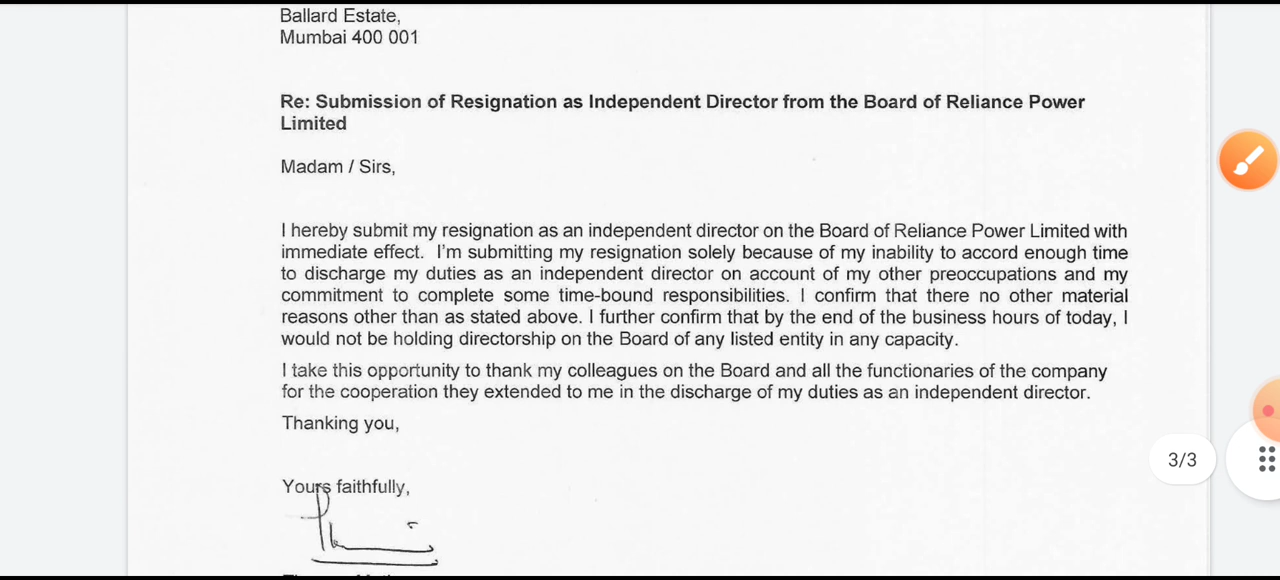 Ballard Estate,
Mumbai 400 001
Re: Submission of Resignation as Independent Director from the Board of Reliance Power
Limited
Madam / Sirs,
I hereby submit my resignation as an independent director on the Board of Reliance Power Limited with
immediate effect. I'm submitting my resignation solely because of my inability to accord enough time
to discharge my duties as an independent director on account of my other preoccupations and my
commitment to complete some time-bound responsibilities. I confirm that there no other material
reasons other than as stated above. I further confirm that by the end of the business hours of today, I
would not be holding directorship on the Board of any listed entity in any capacity.
I take this opportunity to thank my colleagues on the Board and all the functionaries of the company
for the cooperation they extended to me in the discharge of my duties as an independent director.
Thanking you,
3/3
Yours faithfully,